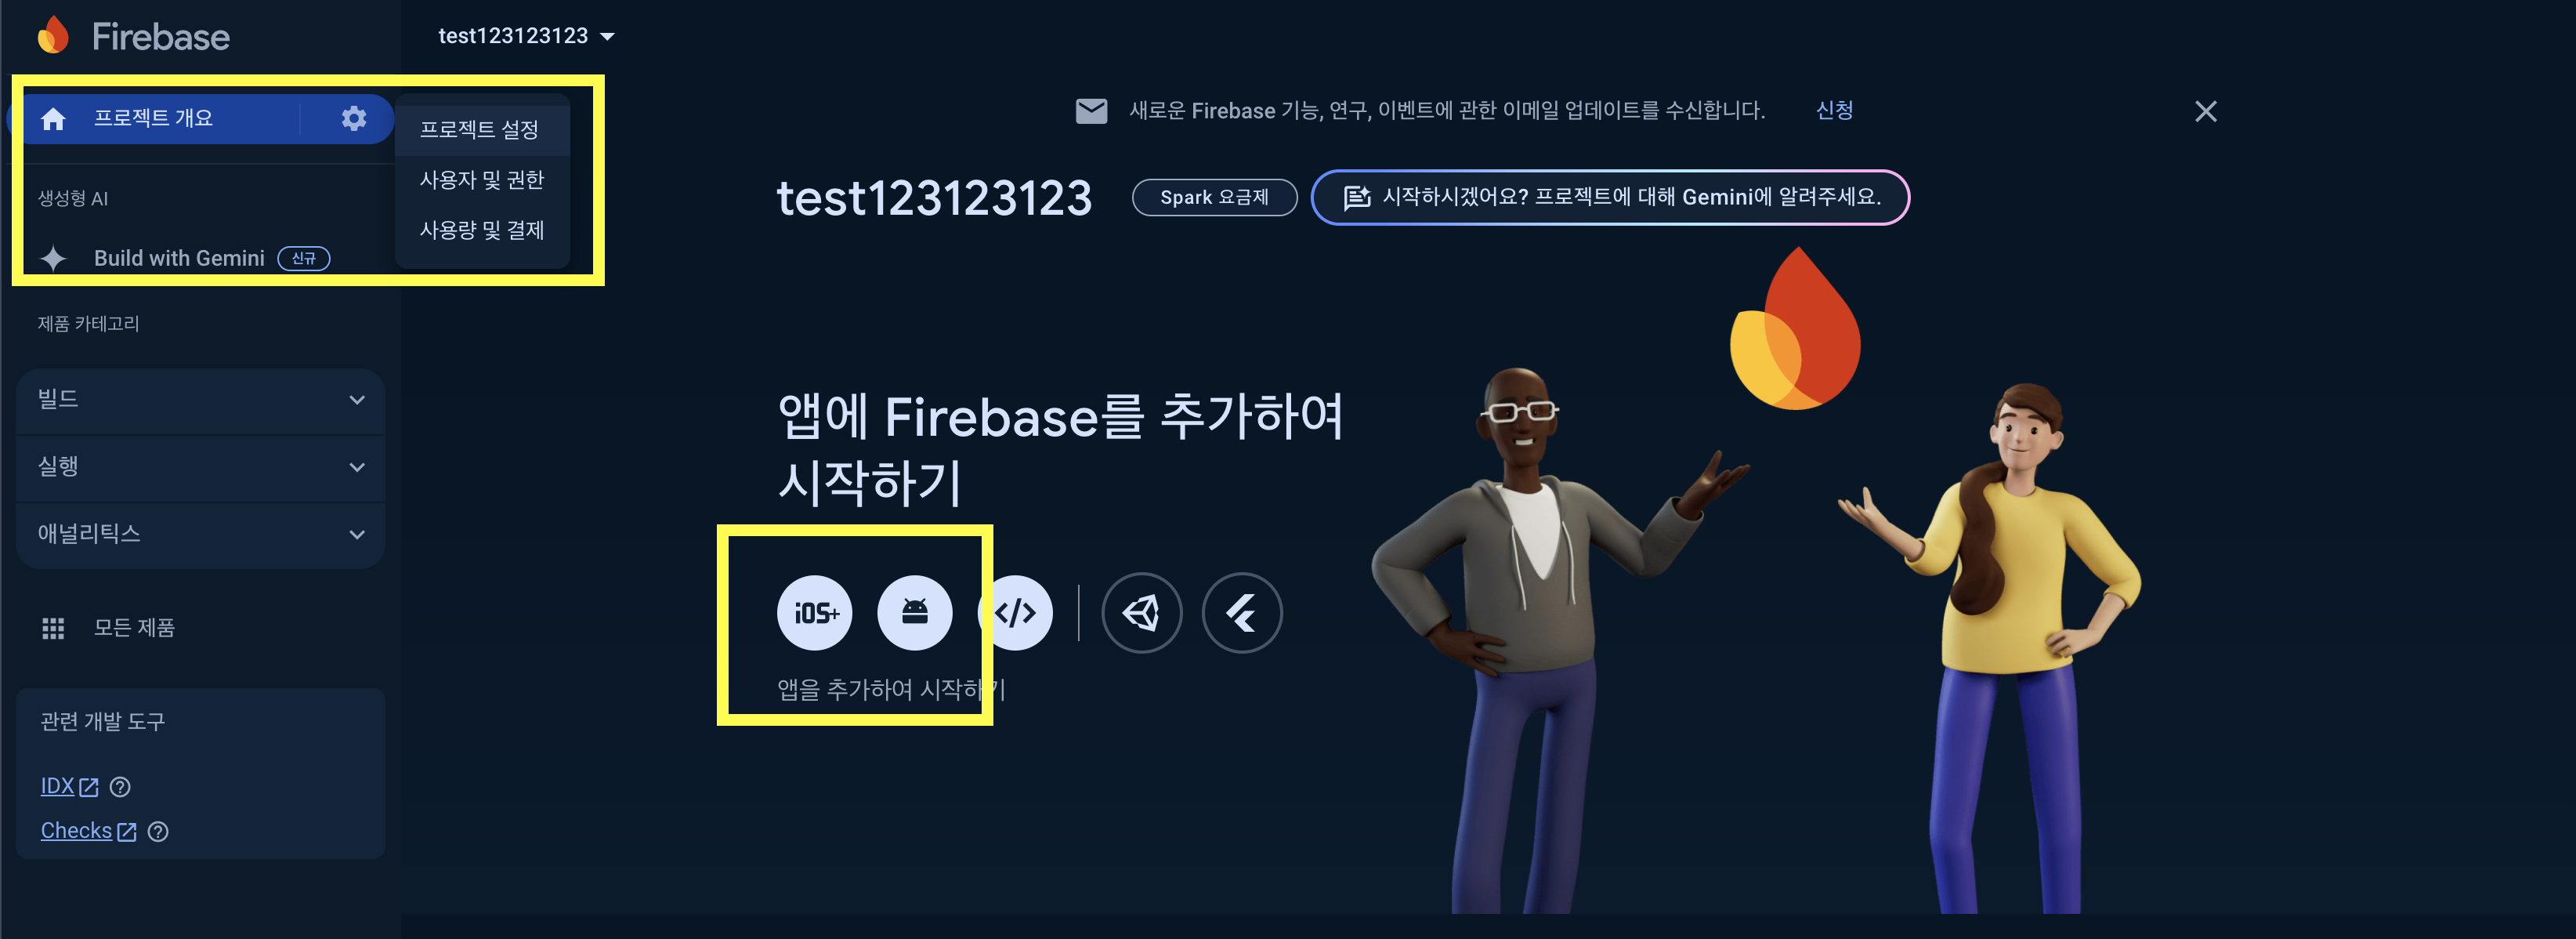 Firebase
test123123123
프로젝트 개요
프로젝트 설정
사용자 및 권한
사용량 및 결제
생성형 AI
Build with Gemini 신규
제품 카테고리
빌드
실행
애널리틱스
모든 제품
관련 개발 도구
IDX
Checks
새로운 Firebase 기능, 연구, 이벤트에 관한 이메일 업데이트를 수신합니다. 신청
test123123123 Spark 요금제 시작하시겠어요? 프로젝트에 대해 Gemini에 알려주세요.
앱에 Firebase를 추가하여
시작하기
iOS+
앱을 추가하여 시작하기